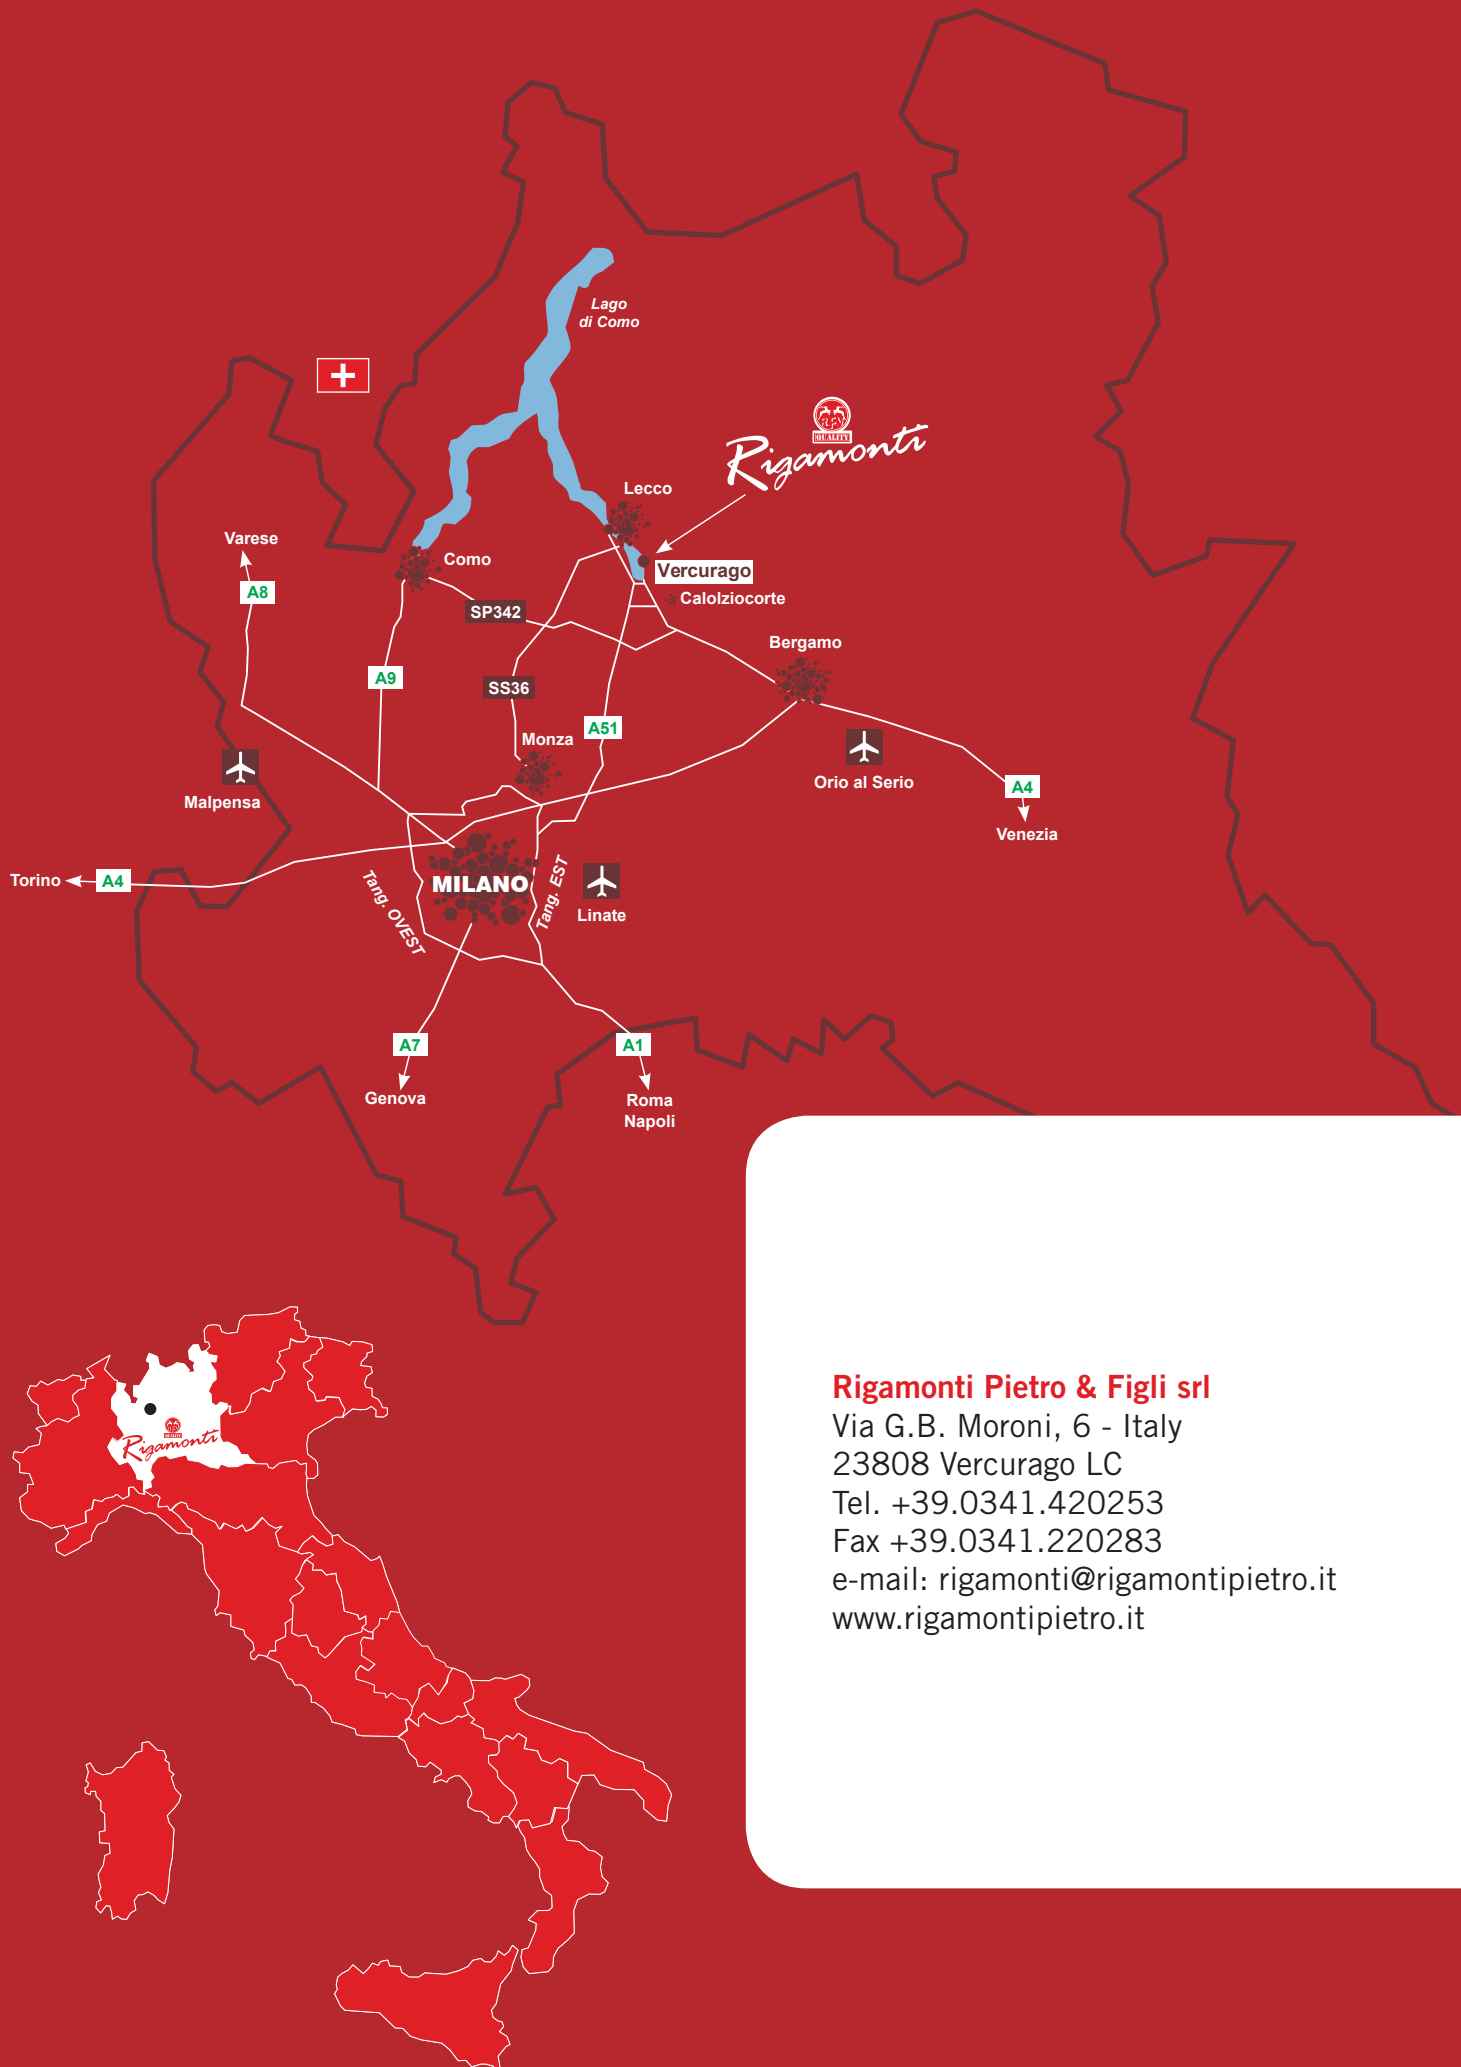 Lago
di Como
QUALITY
Rigamonti
Lecco
Varese
Como
Vercurago
A8
Calolziocorte
SP342
Bergamo
A9
SS36
A51
Monza
Orio al Serio
Malpensa
A4
Venezia
Torino
A4
MILANO
Tang. OVEST
Tang. EST
Linate
A7
A1
Genova
Roma
Napoli
Rigamonti
Rigamonti Pietro & Figli srl
Via G.B. Moroni, 6 - Italy
23808 Vercurago LC
Tel. +39.0341.420253
Fax +39.0341.220283
e-mail: rigamonti@rigamontipietro.it
www.rigamontipietro.it